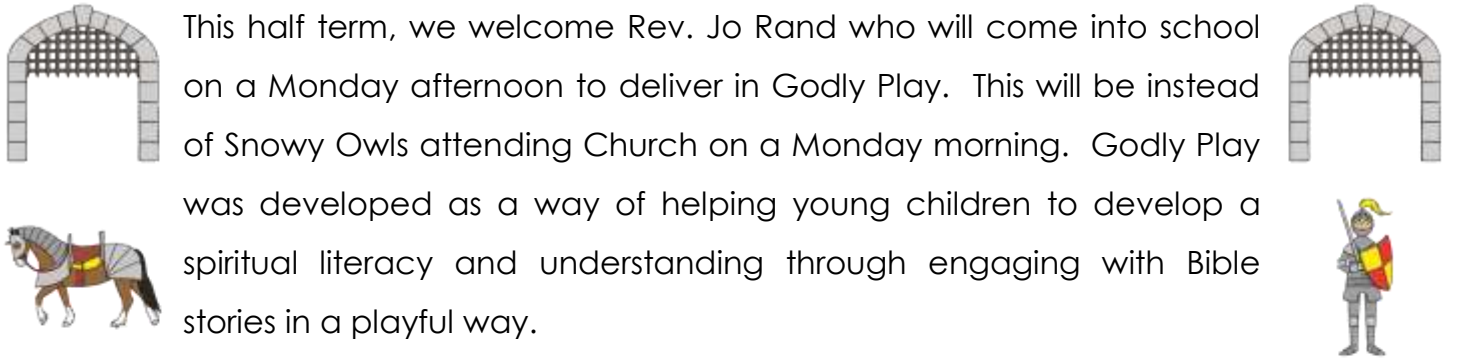 This half term, we welcome Rev. Jo Rand who will come into school
on a Monday afternoon to deliver in Godly Play.  This will be instead
of Snowy Owls attending Church on a Monday morning.  Godly Play
was developed as a way of helping young children to develop a
spiritual literacy and understanding through engaging with Bible
stories in a playful way.